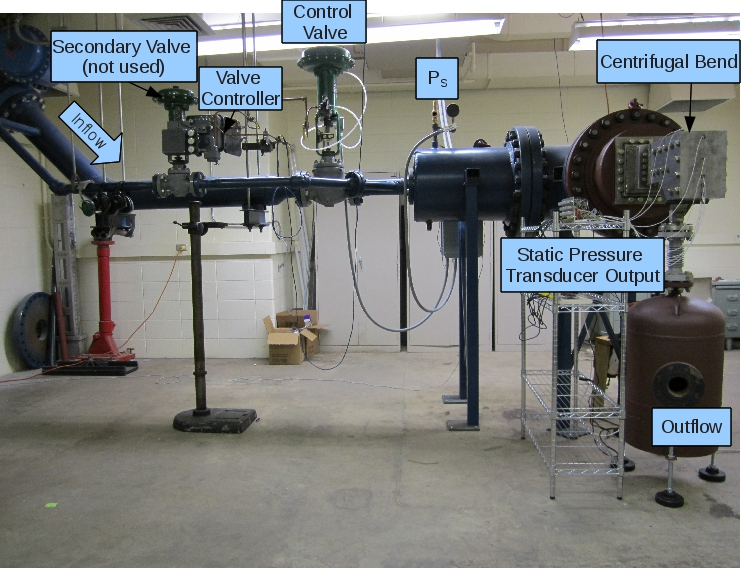 Control
Valve
Secondary Valve
(not used)
Valve
Controller
PS
Centrifugal Bend
Inflow
Static Pressure
Transducer Output
Outflow